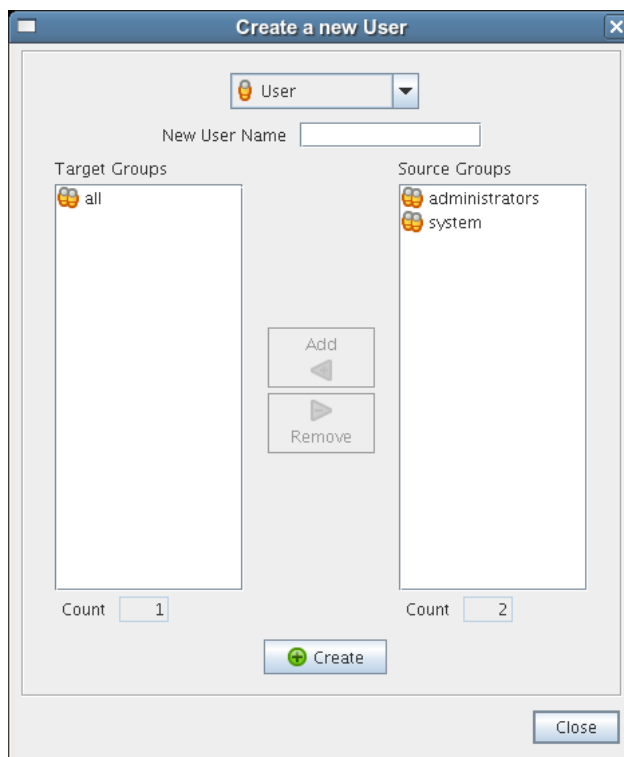 Create a new User
User
New User Name
Target Groups
Source Groups
all
administrators
system
Add
Remove
Count 1
Count 2
Create
Close